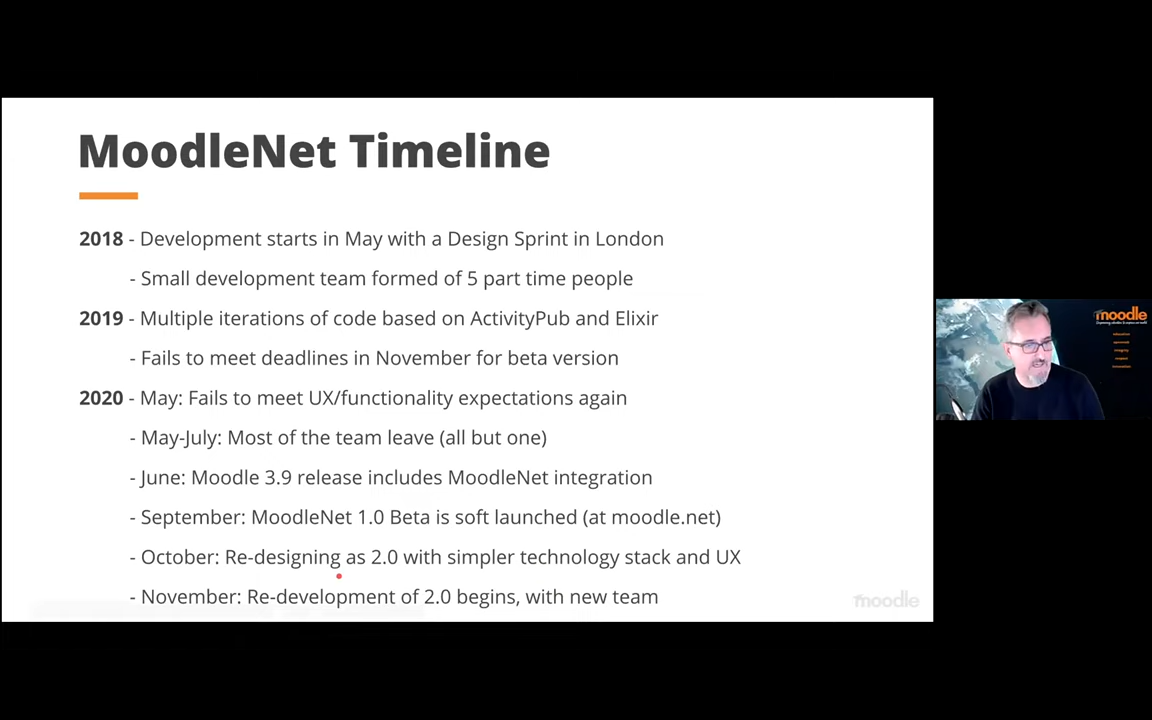 MoodleNet Timeline
2018 - Development starts in May with a Design Sprint in London
- Small development team formed of 5 part time people
2019 - Multiple iterations of code based on ActivityPub and Elixir
- Fails to meet deadlines in November for beta version
2020 - May: Fails to meet UX/functionality expectations again
- May-July: Most of the team leave (all but one)
- June: Moodle 3.9 release includes MoodleNet integration
- September: MoodleNet 1.0 Beta is soft launched (at moodle.net)
- October: Re-designing as 2.0 with simpler technology stack and UX
- November: Re-development of 2.0 begins, with new team
moodle
moodle